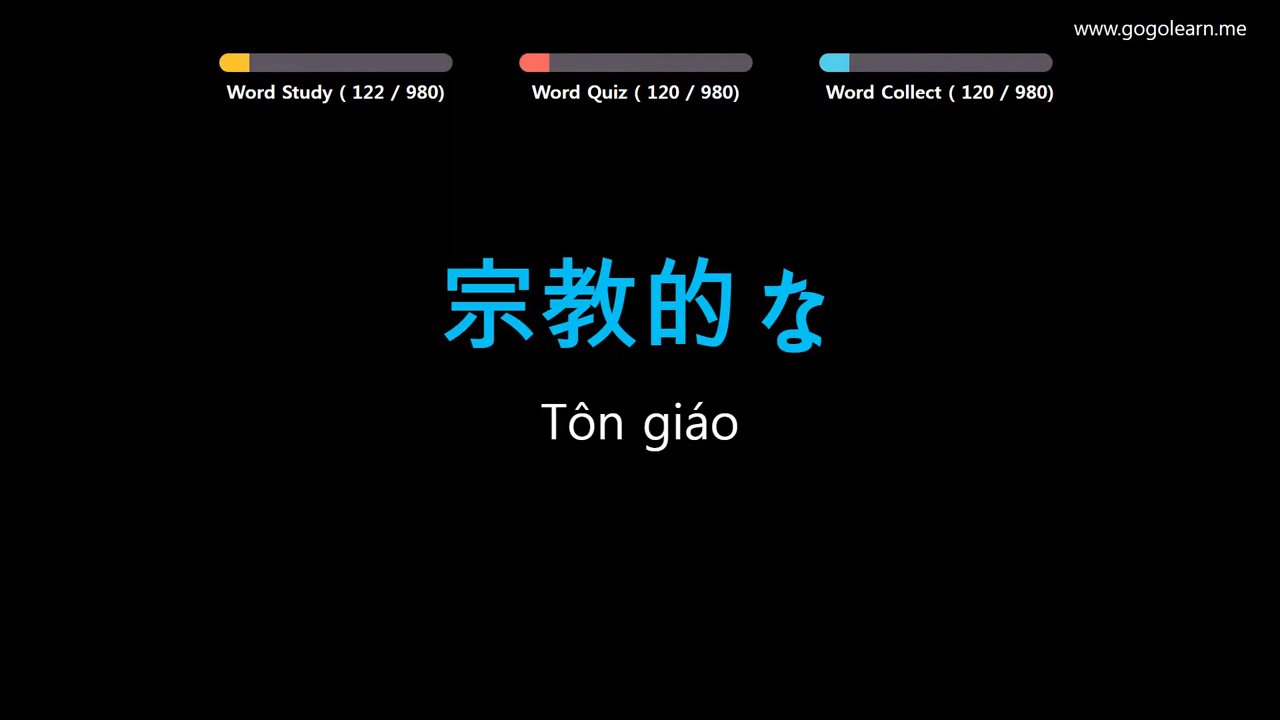 www.gogolearn.me
Word Study ( 122 / 980)
Word Quiz ( 120 / 980)
Word Collect ( 120 / 980)
宗教的な
Tôn giáo